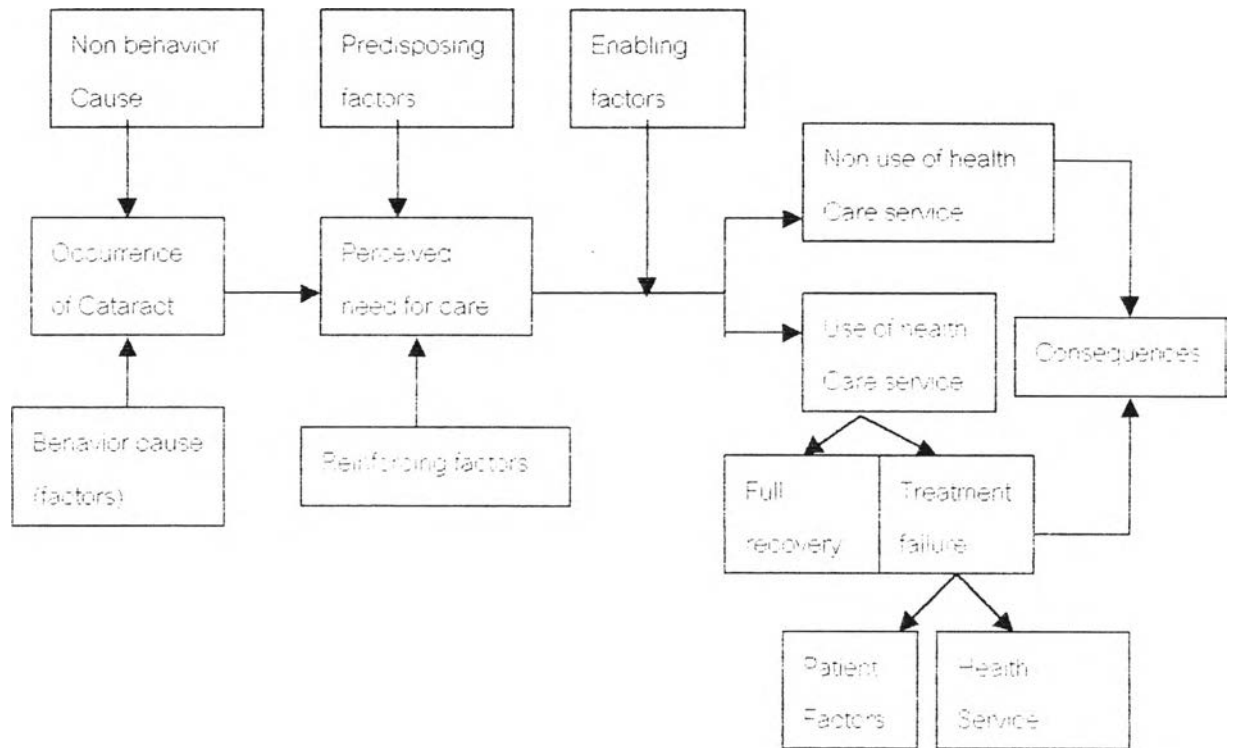 Non behavior
Cause
Predisposing
factors
Enabling
factors
Non use of health
Care service
Occurrence
of Cataract
Perceived
need for care
Use of health
Care service
Consequences
Behavior cause
(factors)
Reinforcing factors
Full
recovery
Treatment
failure
Patient
Factors
Health
Service